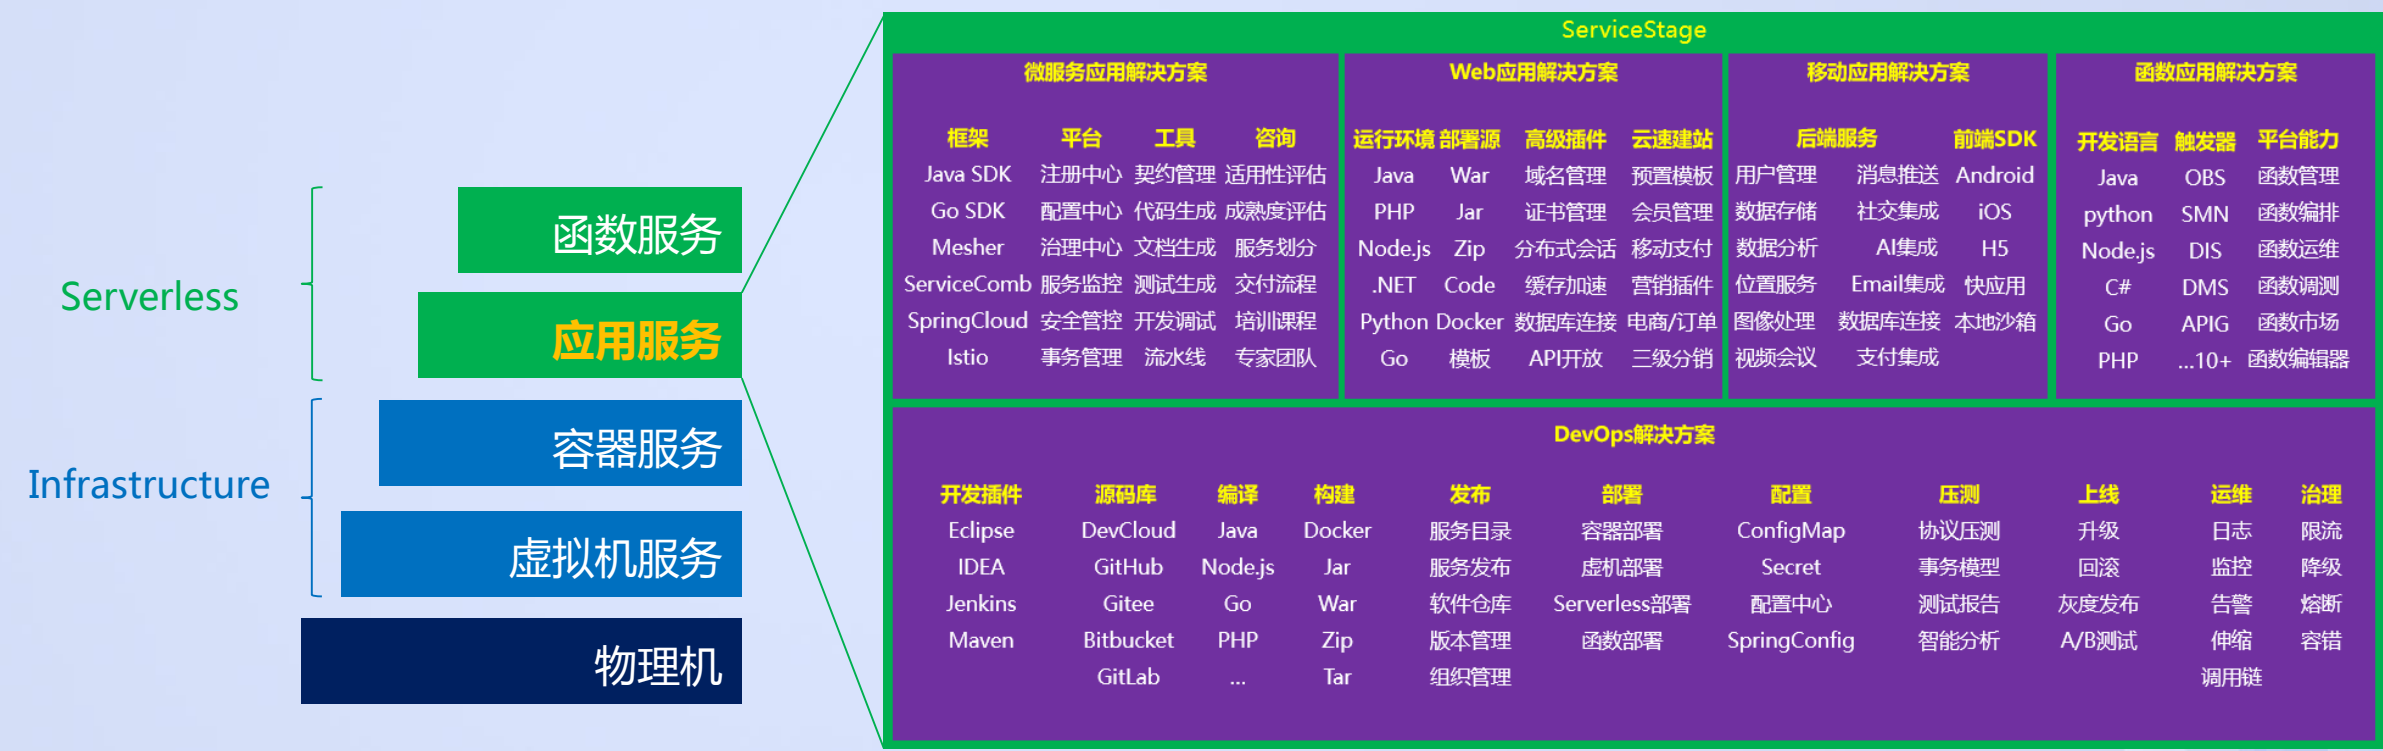 Serverless
Infrastructure
函数服务
应用服务
容器服务
虚拟机服务
物理机
ServiceStage
微服务应用解决方案
框架 平台 工具 咨询
Java SDK 注册中心 契约管理 适用性评估
Go SDK 配置中心 代码生成 成熟度评估
Mesher 治理中心 文档生成 服务划分
ServiceComb 服务监控 测试生成 交付流程
SpringCloud 安全管控 开发调试 培训课程
Istio 事务管理 流水线 专家团队
Web应用解决方案
运行环境 部署源 高级插件 云速建站
Java War 域名管理 预置模板
PHP Jar 证书管理 会员管理
Node.js Zip 分布式会话 移动支付
.NET Code 缓存加速 营销插件
Python Docker 数据库连接 电商/订单
Go 模板 API开放 三级分销
移动应用解决方案
后端服务 前端SDK
用户管理 消息推送 Android
数据存储 社交集成 iOS
数据分析 AI集成 H5
位置服务 Email集成 快应用
图像处理 数据库连接 本地沙箱
视频会议 支付集成
函数应用解决方案
开发语言 触发器 平台能力
Java OBS 函数管理
python SMN 函数编排
Node.js DIS 函数运维
C# DMS 函数调测
Go APIG 函数市场
PHP ...10+ 函数编辑器
DevOps解决方案
开发插件 源码库 编译 构建 发布 部署 配置 压测 上线 运维 治理
Eclipse DevCloud Java Docker 服务目录 容器部署 ConfigMap 协议压测 升级 日志 限流
IDEA GitHub Node.js Jar 服务发布 虚机部署 Secret 事务模型 回滚 监控 降级
Jenkins Gitee Go War 软件仓库 Serverless部署 配置中心 测试报告 灰度发布 告警 熔断
Maven Bitbucket PHP Zip 版本管理 函数部署 SpringConfig 智能分析 A/B测试 伸缩 容错
GitLab ... Tar 组织管理 调用链